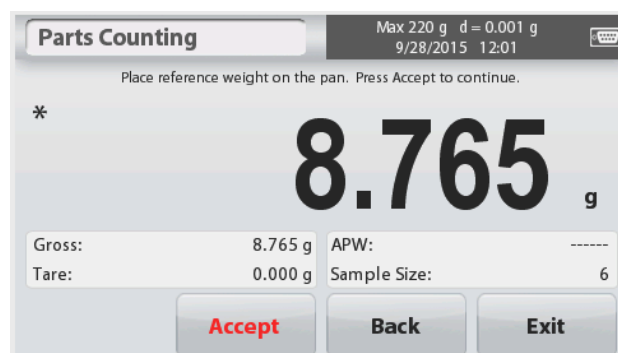 Parts Counting
Max 220 g d = 0.001 g
9/28/2015 12:01
Place reference weight on the pan. Press Accept to continue.
*
8.765 g
Gross: 8.765 g APW: ------
Tare: 0.000 g Sample Size: 6
Accept Back Exit